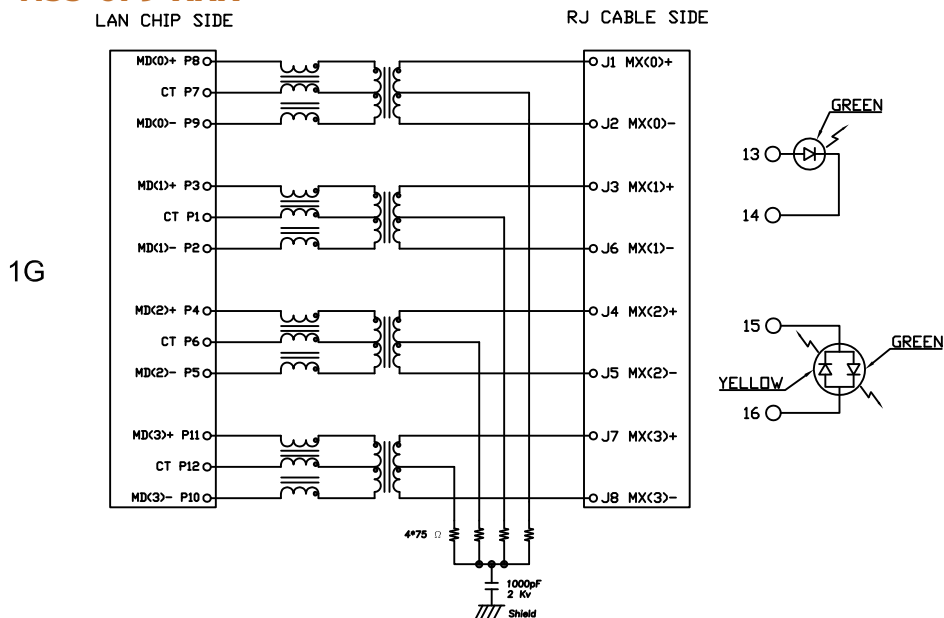 LAN CHIP SIDE
RJ CABLE SIDE
MD(0)+ P8
CT P7
MD(0)- P9
MD(1)+ P3
CT P1
MD(1)- P2
MD(2)+ P4
CT P6
MD(2)- P5
MD(3)+ P11
CT P12
MD(3)- P10
1G
J1 MX(0)+
J2 MX(0)-
J3 MX(1)+
J6 MX(1)-
J4 MX(2)+
J5 MX(2)-
J7 MX(3)+
J8 MX(3)-
4*75 Ω
1000pF
2 Kv
Shield
GREEN
13
14
15
GREEN
YELLOW
16